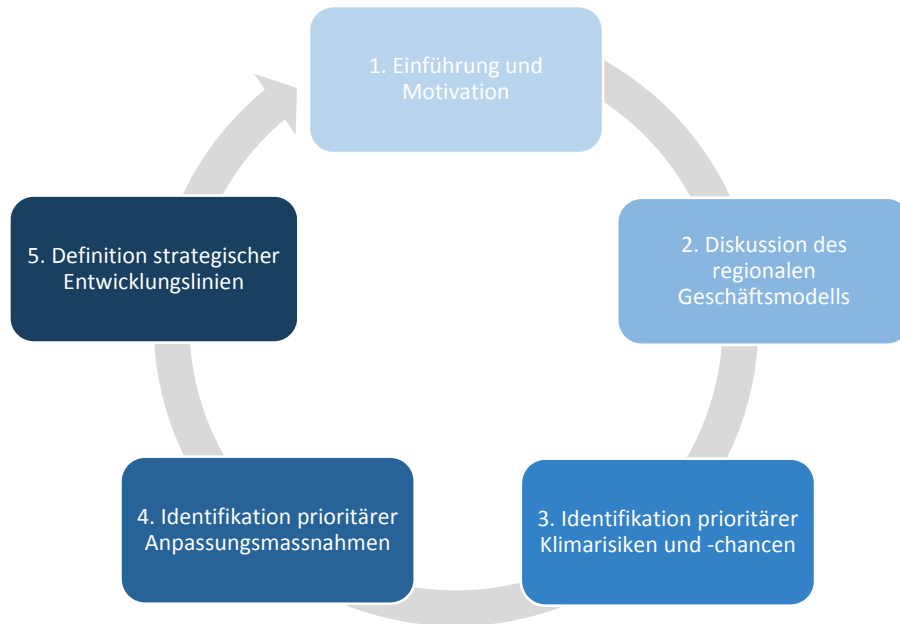 1. Einführung und
Motivation
2. Diskussion des
regionalen
Geschäftsmodells
3. Identifikation prioritärer
Klimarisiken und -chancen
4. Identifikation prioritärer
Anpassungsmassnahmen
5. Definition strategischer
Entwicklungslinien